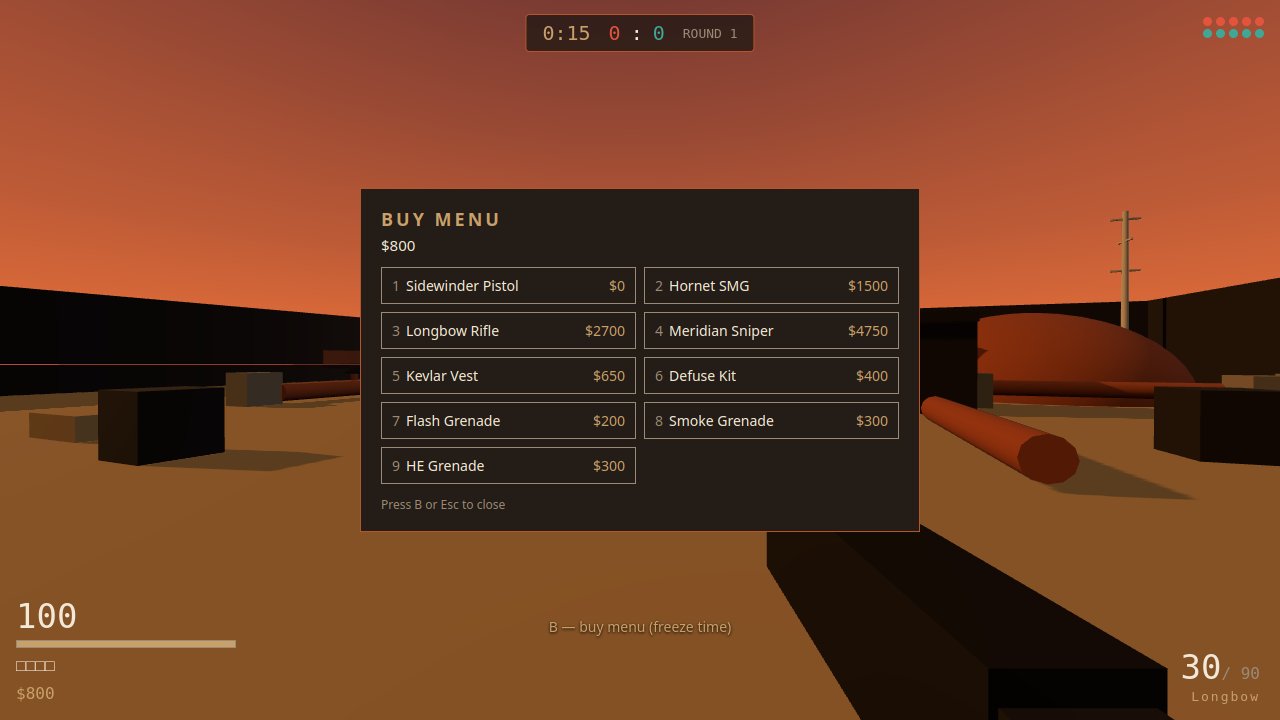 0:15 0 : 0 ROUND 1
BUY MENU
$800
1 Sidewinder Pistol $0
2 Hornet SMG $1500
3 Longbow Rifle $2700
4 Meridian Sniper $4750
5 Kevlar Vest $650
6 Defuse Kit $400
7 Flash Grenade $200
8 Smoke Grenade $300
9 HE Grenade $300
Press B or Esc to close
B — buy menu (freeze time)
100
$800
30 / 90
Longbow